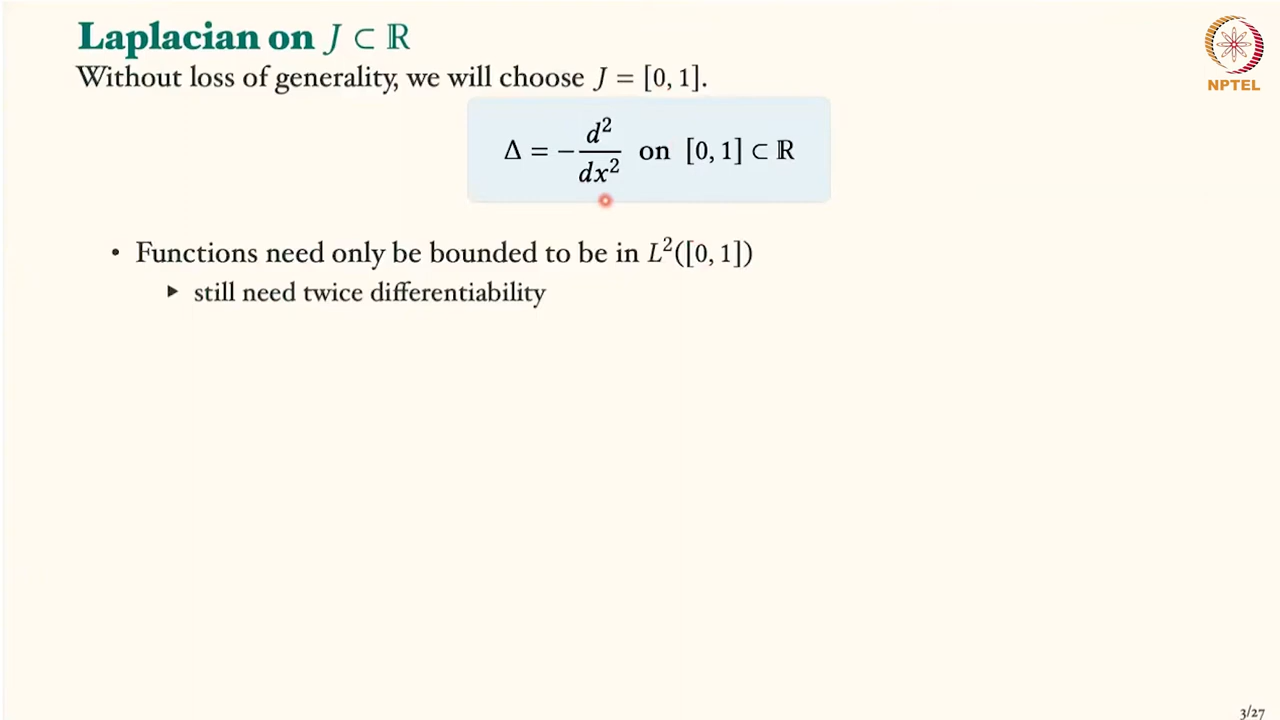 Laplacian on J ⊂ ℝ
NPTEL
Without loss of generality, we will choose J = [0, 1].
Δ = −d²/dx² on [0, 1] ⊂ ℝ
• Functions need only be bounded to be in L²([0, 1])
▶ still need twice differentiability
3/27